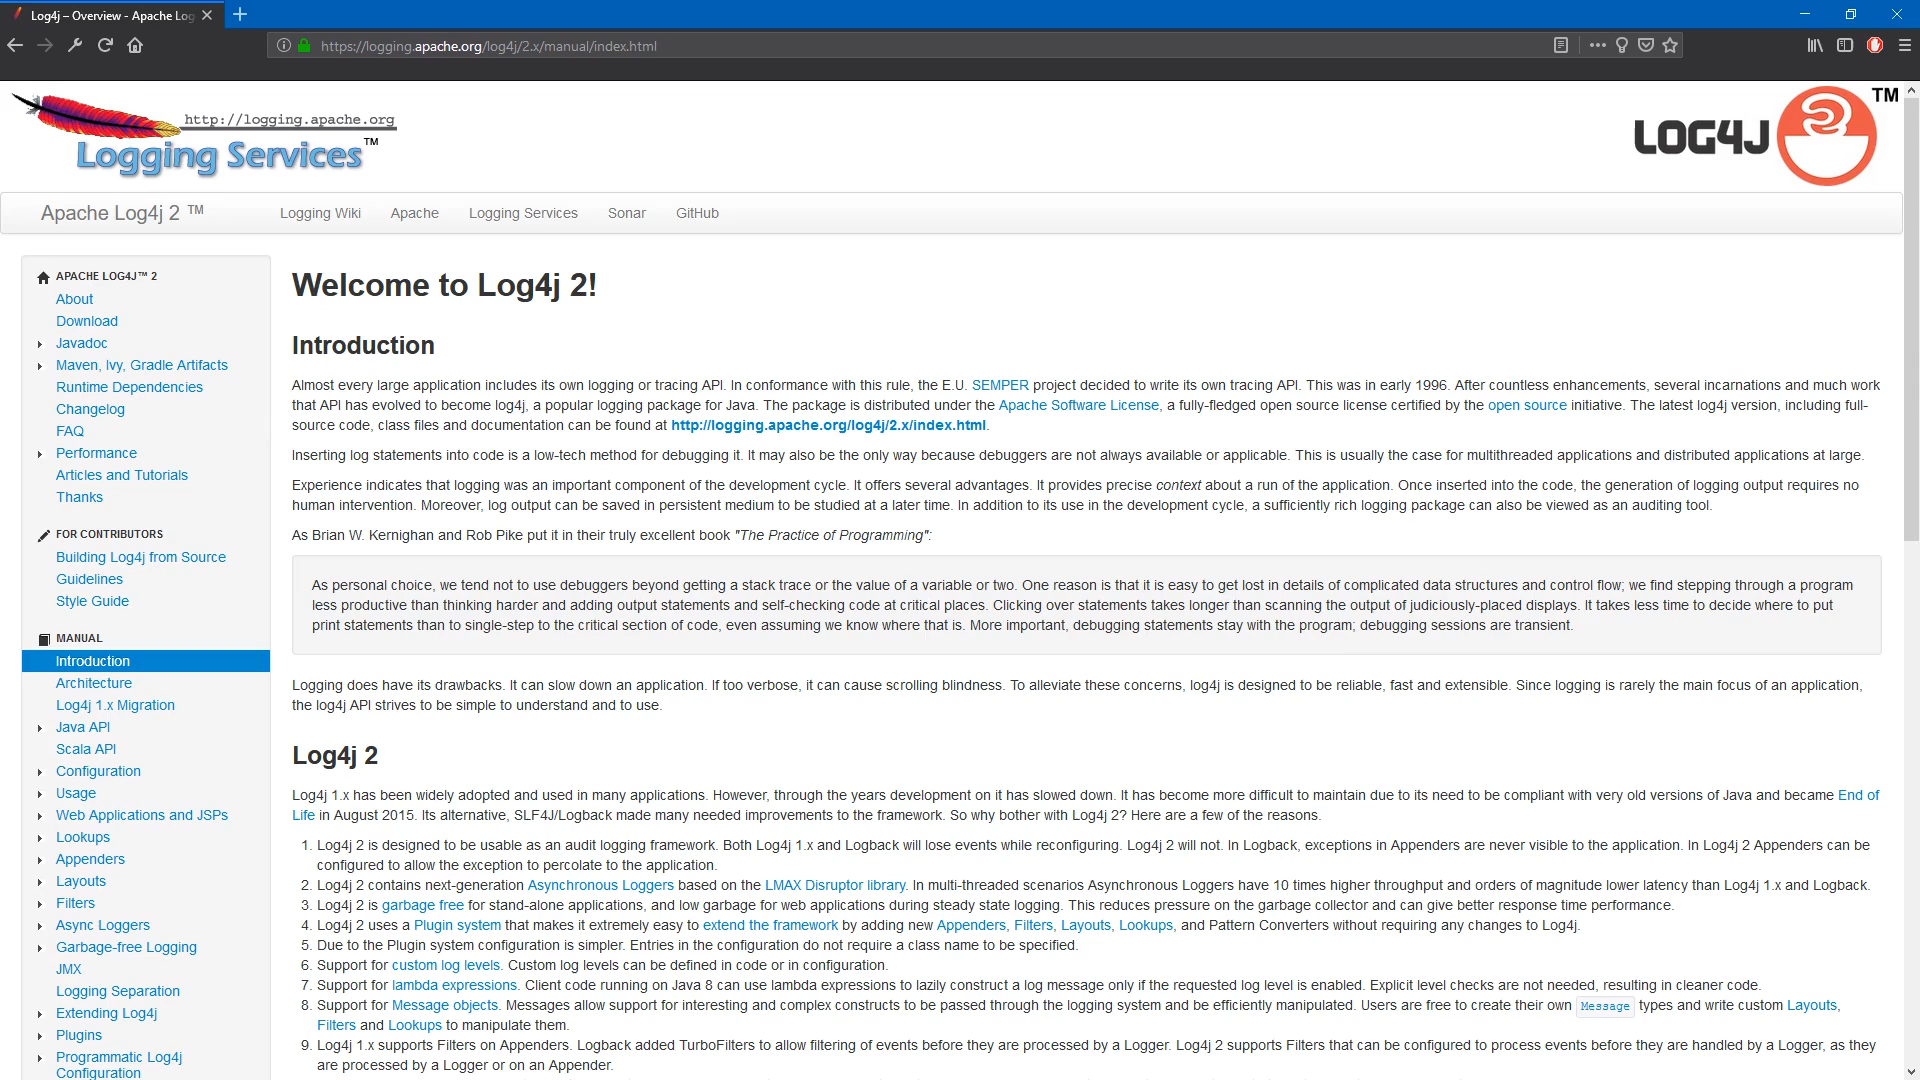 Log4j – Overview - Apache Log
https://logging.apache.org/log4j/2.x/manual/index.html
http://logging.apache.org
Logging Services™
LOG4J
TM
Apache Log4j 2 ™
Logging Wiki
Apache
Logging Services
Sonar
GitHub
APACHE LOG4J™ 2
About
Download
Javadoc
Maven, Ivy, Gradle Artifacts
Runtime Dependencies
Changelog
FAQ
Performance
Articles and Tutorials
Thanks
FOR CONTRIBUTORS
Building Log4j from Source
Guidelines
Style Guide
MANUAL
Introduction
Architecture
Log4j 1.x Migration
Java API
Scala API
Configuration
Usage
Web Applications and JSPs
Lookups
Appenders
Layouts
Filters
Async Loggers
Garbage-free Logging
JMX
Logging Separation
Extending Log4j
Plugins
Programmatic Log4j
Configuration
Welcome to Log4j 2!
Introduction
Almost every large application includes its own logging or tracing API. In conformance with this rule, the E.U. SEMPER project decided to write its own tracing API. This was in early 1996. After countless enhancements, several incarnations and much work
that API has evolved to become log4j, a popular logging package for Java. The package is distributed under the Apache Software License, a fully-fledged open source license certified by the open source initiative. The latest log4j version, including full-
source code, class files and documentation can be found at http://logging.apache.org/log4j/2.x/index.html.
Inserting log statements into code is a low-tech method for debugging it. It may also be the only way because debuggers are not always available or applicable. This is usually the case for multithreaded applications and distributed applications at large.
Experience indicates that logging was an important component of the development cycle. It offers several advantages. It provides precise context about a run of the application. Once inserted into the code, the generation of logging output requires no
human intervention. Moreover, log output can be saved in persistent medium to be studied at a later time. In addition to its use in the development cycle, a sufficiently rich logging package can also be viewed as an auditing tool.
As Brian W. Kernighan and Rob Pike put it in their truly excellent book "The Practice of Programming":
As personal choice, we tend not to use debuggers beyond getting a stack trace or the value of a variable or two. One reason is that it is easy to get lost in details of complicated data structures and control flow; we find stepping through a program
less productive than thinking harder and adding output statements and self-checking code at critical places. Clicking over statements takes longer than scanning the output of judiciously-placed displays. It takes less time to decide where to put
print statements than to single-step to the critical section of code, even assuming we know where that is. More important, debugging statements stay with the program; debugging sessions are transient.
Logging does have its drawbacks. It can slow down an application. If too verbose, it can cause scrolling blindness. To alleviate these concerns, log4j is designed to be reliable, fast and extensible. Since logging is rarely the main focus of an application,
the log4j API strives to be simple to understand and to use.
Log4j 2
Log4j 1.x has been widely adopted and used in many applications. However, through the years development on it has slowed down. It has become more difficult to maintain due to its need to be compliant with very old versions of Java and became End of
Life in August 2015. Its alternative, SLF4J/Logback made many needed improvements to the framework. So why bother with Log4j 2? Here are a few of the reasons.
1. Log4j 2 is designed to be usable as an audit logging framework. Both Log4j 1.x and Logback will lose events while reconfiguring. Log4j 2 will not. In Logback, exceptions in Appenders are never visible to the application. In Log4j 2 Appenders can be
configured to allow the exception to percolate to the application.
2. Log4j 2 contains next-generation Asynchronous Loggers based on the LMAX Disruptor library. In multi-threaded scenarios Asynchronous Loggers have 10 times higher throughput and orders of magnitude lower latency than Log4j 1.x and Logback.
3. Log4j 2 is garbage free for stand-alone applications, and low garbage for web applications during steady state logging. This reduces pressure on the garbage collector and can give better response time performance.
4. Log4j 2 uses a Plugin system that makes it extremely easy to extend the framework by adding new Appenders, Filters, Layouts, Lookups, and Pattern Converters without requiring any changes to Log4j.
5. Due to the Plugin system configuration is simpler. Entries in the configuration do not require a class name to be specified.
6. Support for custom log levels. Custom log levels can be defined in code or in configuration.
7. Support for lambda expressions. Client code running on Java 8 can use lambda expressions to lazily construct a log message only if the requested log level is enabled. Explicit level checks are not needed, resulting in cleaner code.
8. Support for Message objects. Messages allow support for interesting and complex constructs to be passed through the logging system and be efficiently manipulated. Users are free to create their own Message types and write custom Layouts,
Filters and Lookups to manipulate them.
9. Log4j 1.x supports Filters on Appenders. Logback added TurboFilters to allow filtering of events before they are processed by a Logger. Log4j 2 supports Filters that can be configured to process events before they are handled by a Logger, as they
are processed by a Logger or on an Appender.